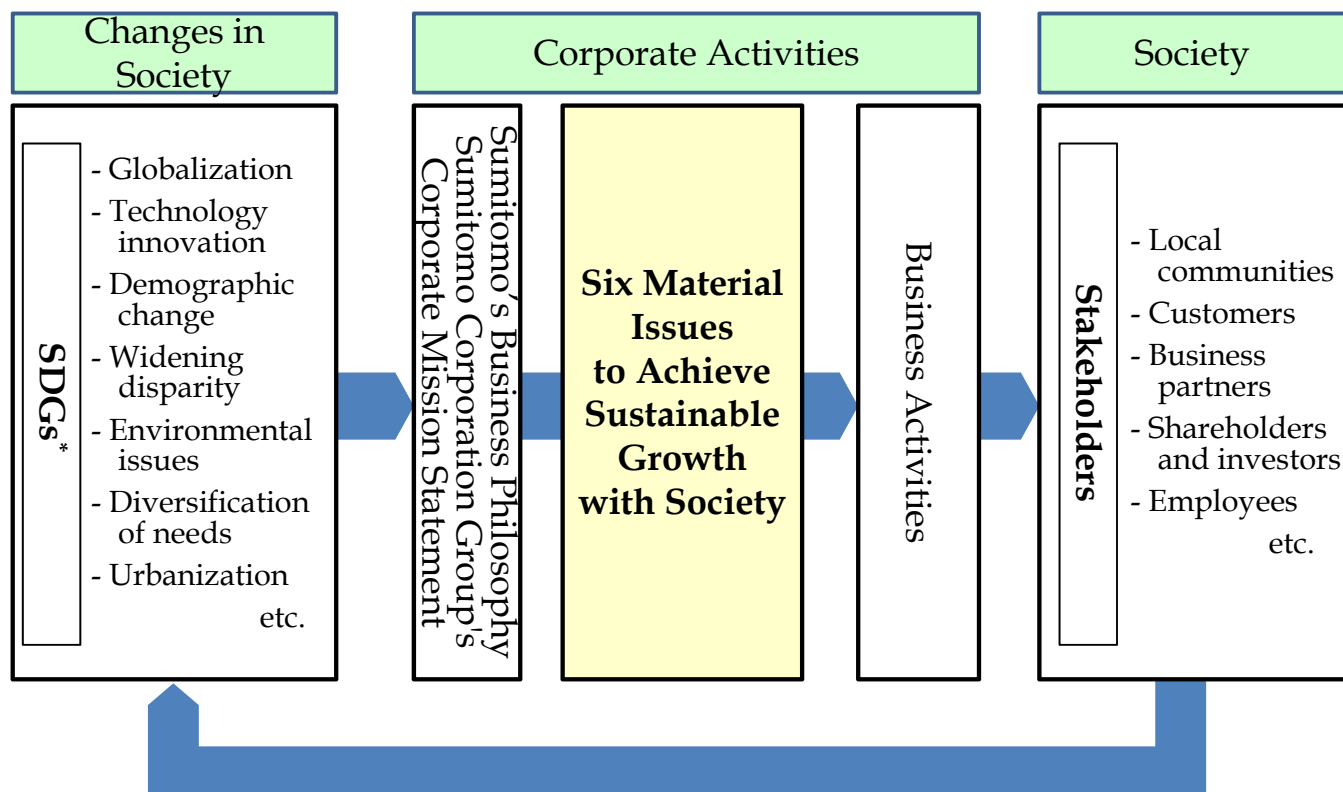 Changes in
Society
Corporate Activities
Society
SDGs*
- Globalization
- Technology
innovation
- Demographic
change
- Widening
disparity
- Environmental
issues
- Diversification
of needs
- Urbanization
etc.
Sumitomo’s Business Philosophy
Sumitomo Corporation Group's
Corporate Mission Statement
Six Material
Issues
to Achieve
Sustainable
Growth
with Society
Business Activities
Stakeholders
- Local
communities
- Customers
- Business
partners
- Shareholders
and investors
- Employees
etc.